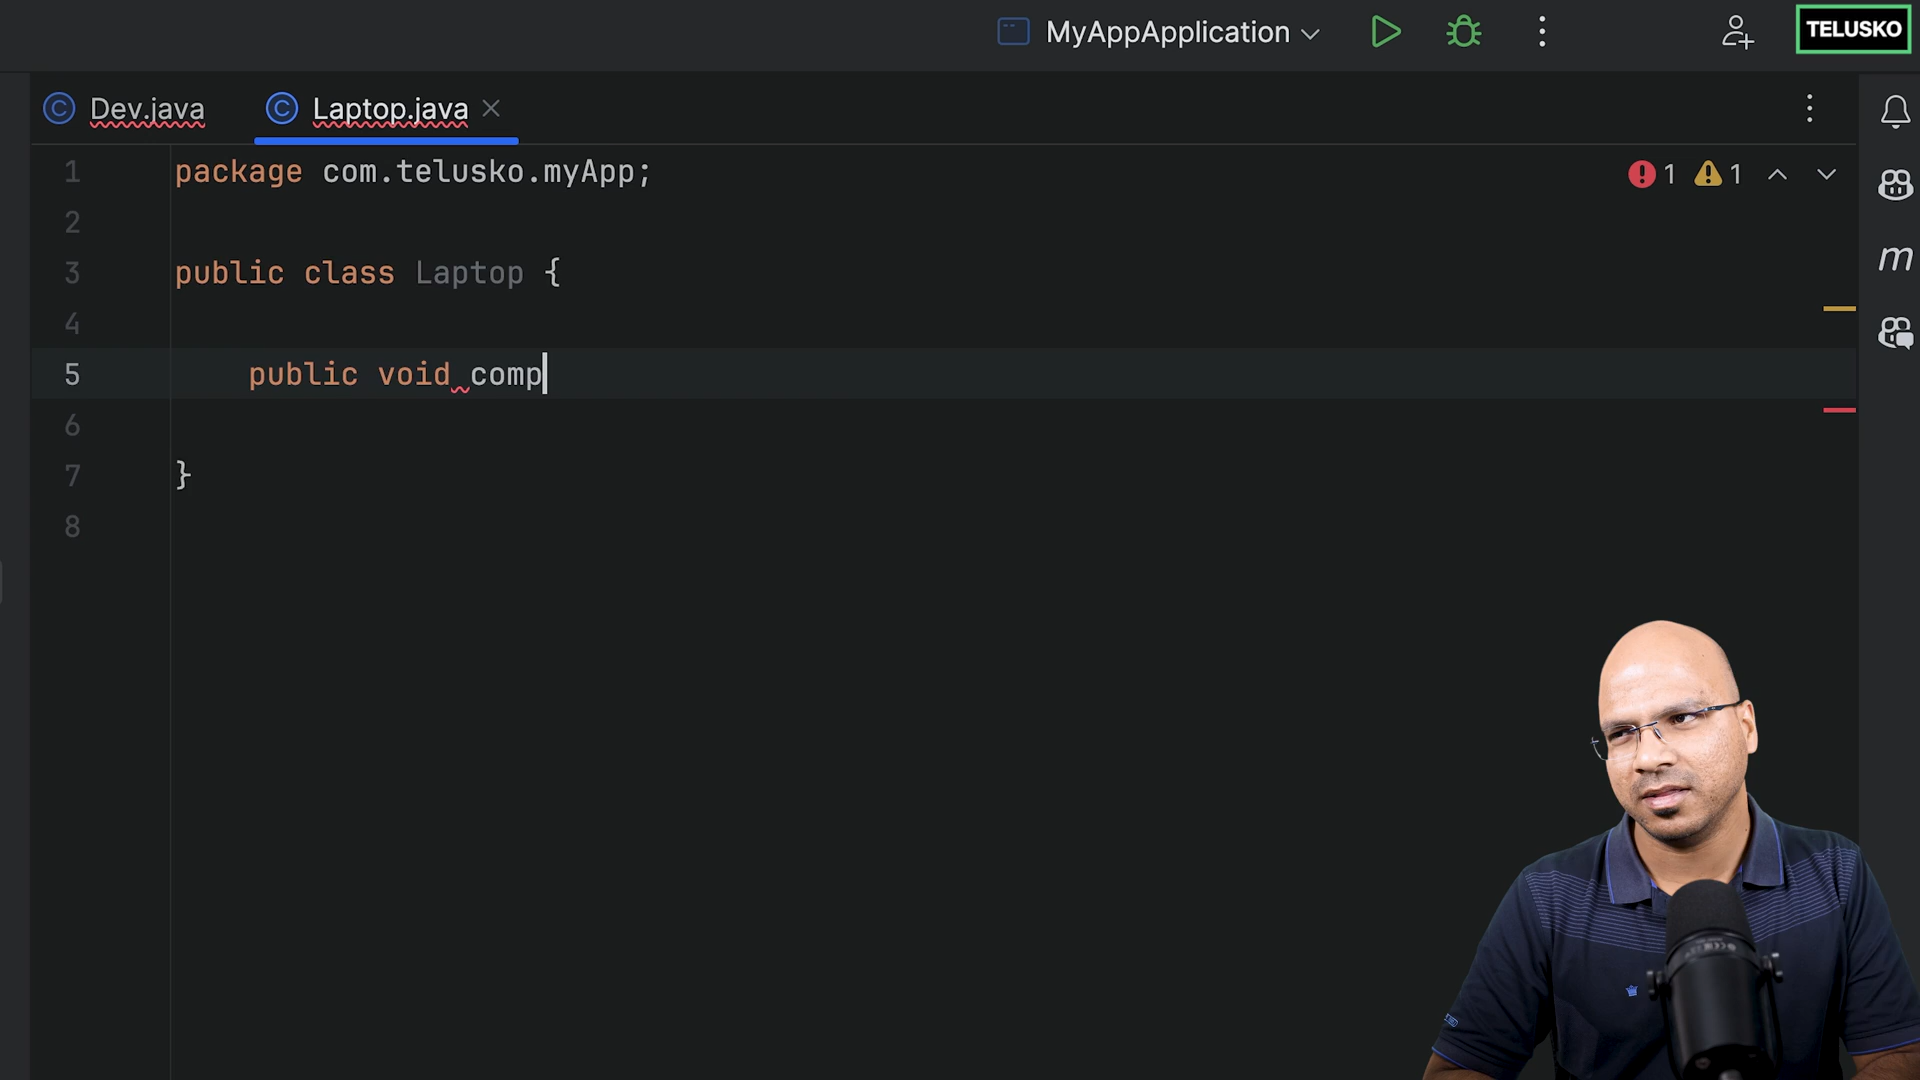 MyAppApplication
TELUSKO
Dev.java
Laptop.java
1 1
1 package com.telusko.myApp;
2
3 public class Laptop {
4
5 public void comp
6
7 }
8
m